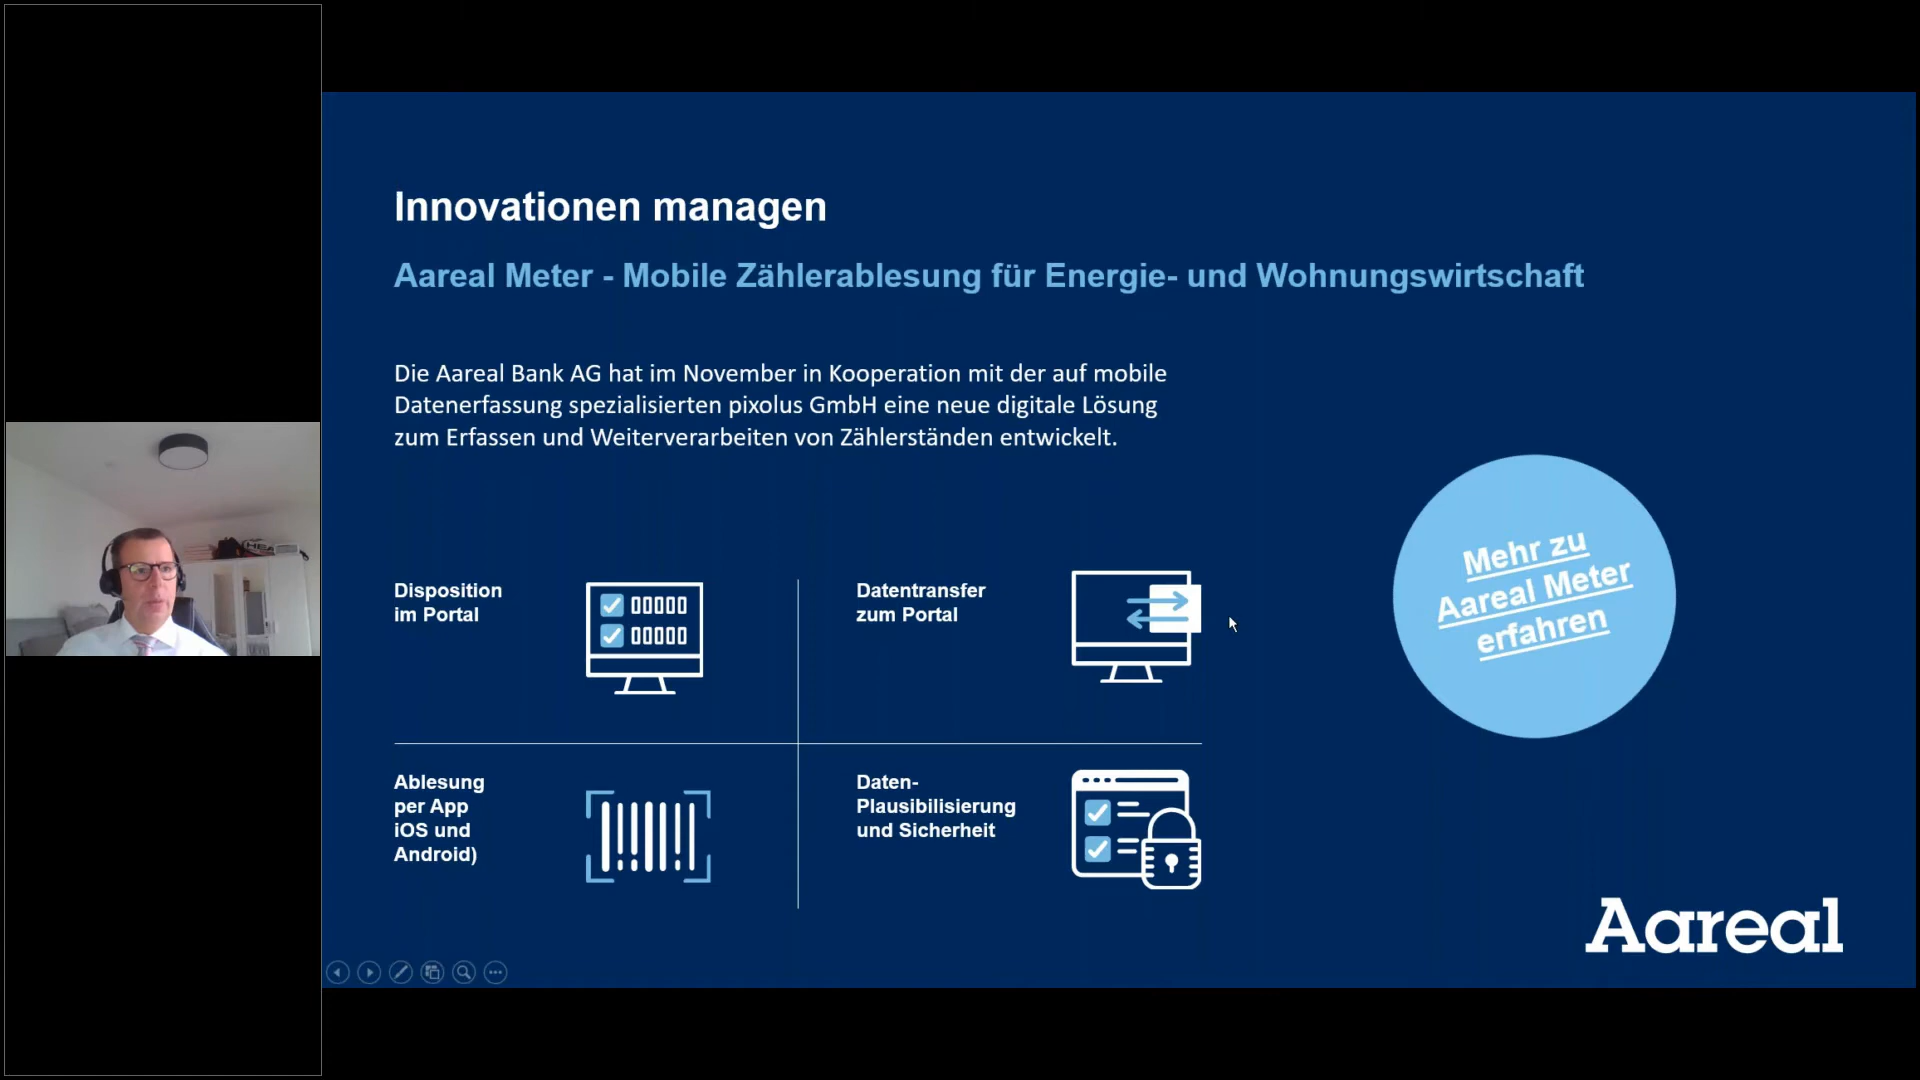 Innovationen managen
Aareal Meter - Mobile Zählerablesung für Energie- und Wohnungswirtschaft
Die Aareal Bank AG hat im November in Kooperation mit der auf mobile
Datenerfassung spezialisierten pixolus GmbH eine neue digitale Lösung
zum Erfassen und Weiterverarbeiten von Zählerständen entwickelt.
Disposition
im Portal
Datentransfer
zum Portal
Ablesung
per App
iOS und
Android)
Daten-
Plausibilisierung
und Sicherheit
Mehr zu
Aareal Meter
erfahren
Aareal
HEAD